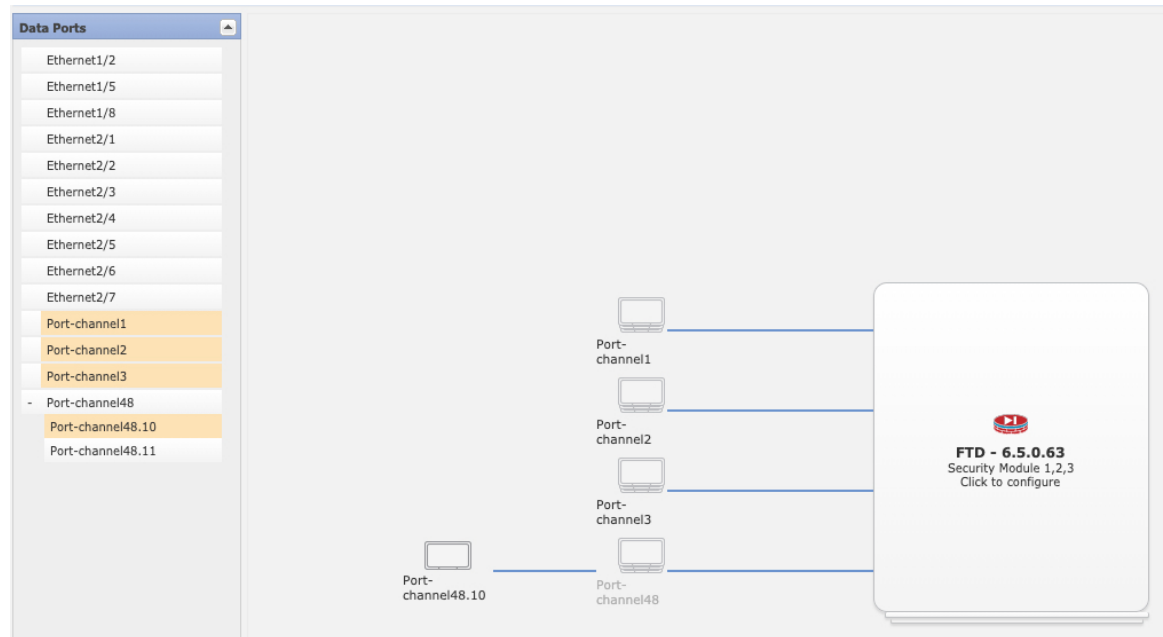 Data Ports
Ethernet1/2
Ethernet1/5
Ethernet1/8
Ethernet2/1
Ethernet2/2
Ethernet2/3
Ethernet2/4
Ethernet2/5
Ethernet2/6
Ethernet2/7
Port-channel1
Port-channel2
Port-channel3
- Port-channel48
Port-channel48.10
Port-channel48.11
Port-
channel1
Port-
channel2
Port-
channel3
Port-
channel48.10
Port-
channel48
FTD - 6.5.0.63
Security Module 1,2,3
Click to configure